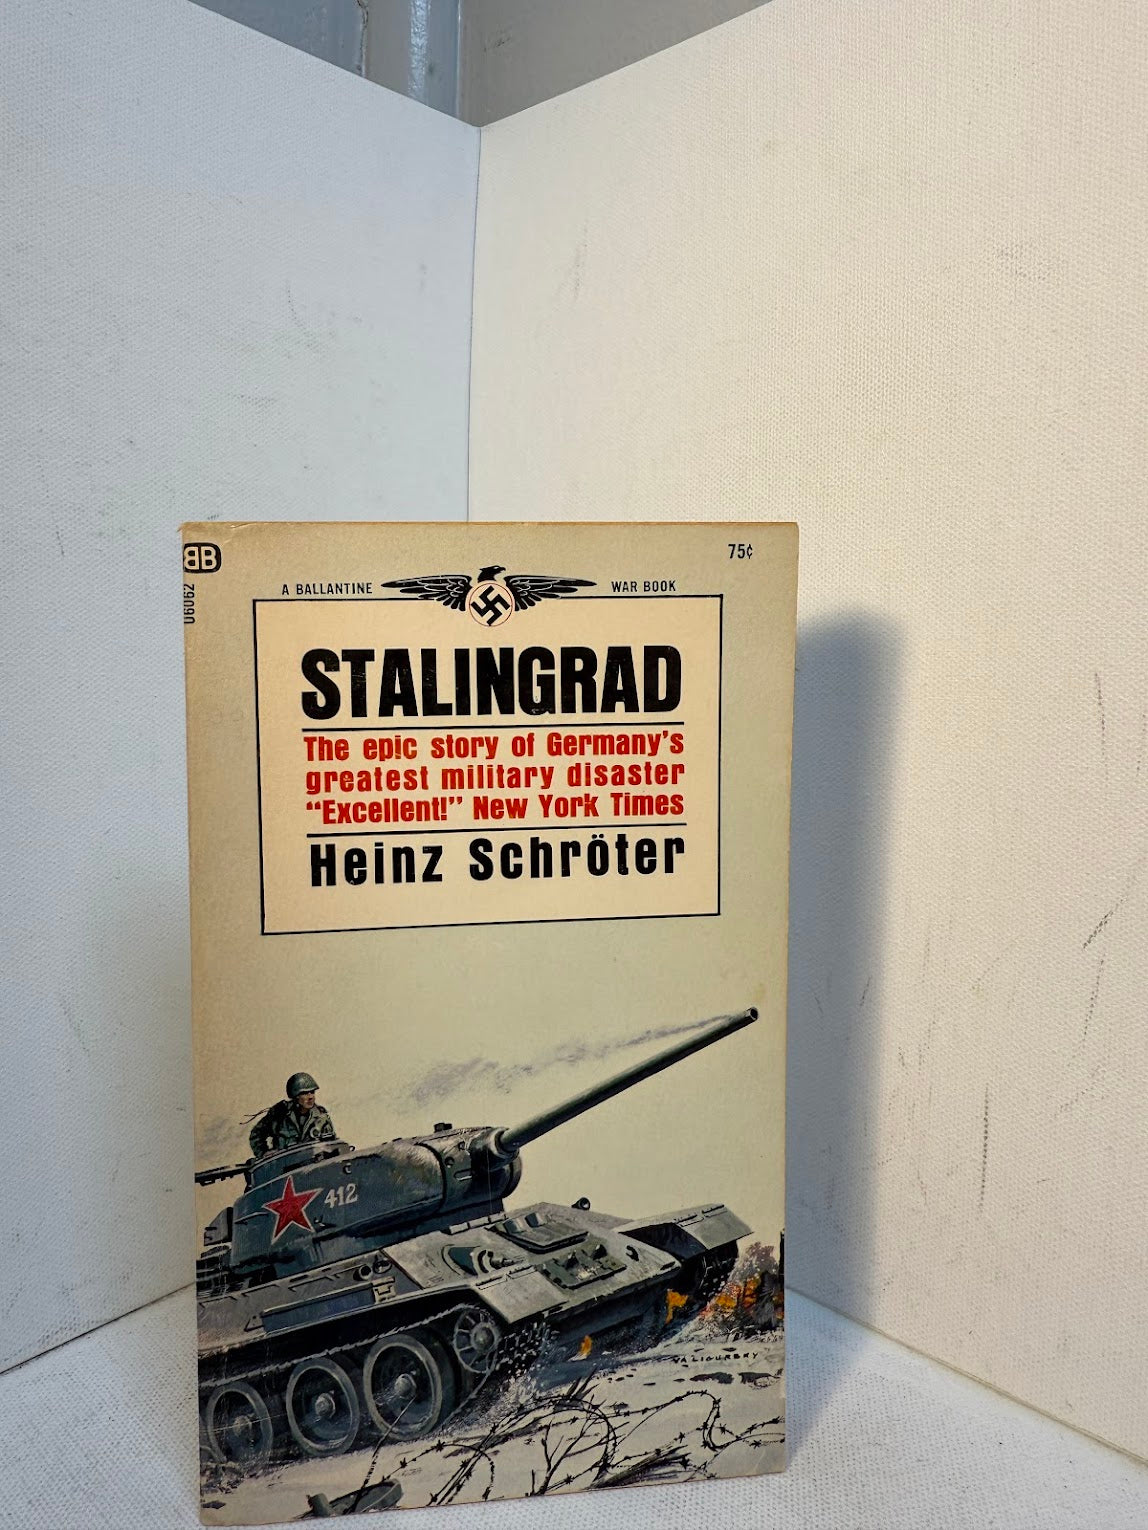 BB
U6062
75¢
A BALLANTINE WAR BOOK
STALINGRAD
The epic story of Germany's
greatest military disaster
"Excellent!" New York Times
Heinz Schröter
412
VALIGURSKY